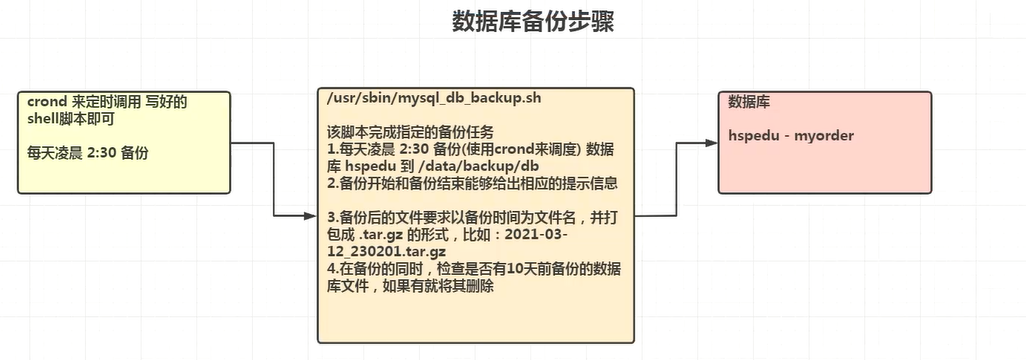 数据库备份步骤
crond 来定时调用 写好的
shell脚本即可
每天凌晨 2:30 备份
/usr/sbin/mysql_db_backup.sh
该脚本完成指定的备份任务
1.每天凌晨 2:30 备份(使用crond来调度) 数据
库 hspedu 到 /data/backup/db
2.备份开始和备份结束能够给出相应的提示信息
3.备份后的文件要求以备份时间为文件名，并打
包成 .tar.gz 的形式，比如：2021-03-
12_230201.tar.gz
4.在备份的同时，检查是否有10天前备份的数据
库文件，如果有就将其删除
数据库
hspedu - myorder